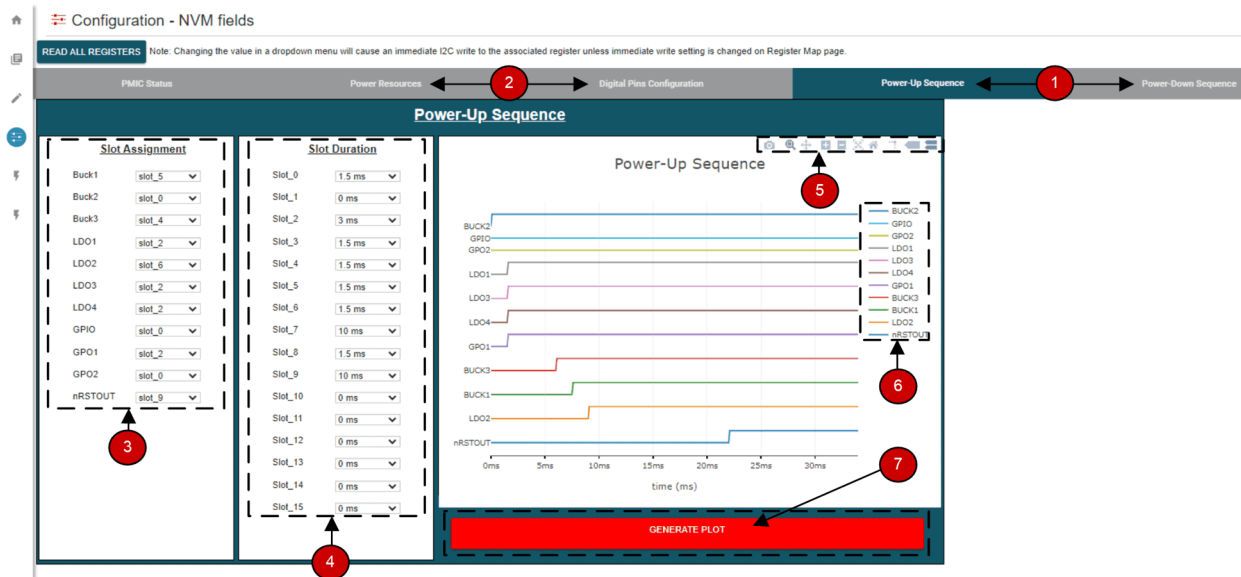 Configuration - NVM fields
READ ALL REGISTERS Note: Changing the value in a dropdown menu will cause an immediate I2C write to the associated register unless immediate write setting is changed on Register Map page.
PMIC Status Power Resources 2 Digital Pins Configuration Power-Up Sequence 1 Power-Down Sequence
Power-Up Sequence
Slot Assignment
Buck1 slot_5
Buck2 slot_0
Buck3 slot_4
LDO1 slot_2
LDO2 slot_6
LDO3 slot_2
LDO4 slot_2
GPIO slot_0
GPO1 slot_2
GPO2 slot_0
nRSTOUT slot_9
3
Slot Duration
Slot_0 1.5 ms
Slot_1 0 ms
Slot_2 3 ms
Slot_3 1.5 ms
Slot_4 1.5 ms
Slot_5 1.5 ms
Slot_6 1.5 ms
Slot_7 10 ms
Slot_8 1.5 ms
Slot_9 10 ms
Slot_10 0 ms
Slot_11 0 ms
Slot_12 0 ms
Slot_13 0 ms
Slot_14 0 ms
Slot_15 0 ms
4
5
Power-Up Sequence
BUCK2
GPIO
GPO2
LDO1
LDO3
LDO4
GPO1
BUCK3
BUCK1
LDO2
nRSTOUT
0ms 5ms 10ms 15ms 20ms 25ms 30ms
time (ms)
BUCK2
GPIO
GPO2
LDO1
LDO3
LDO4
GPO1
BUCK3
BUCK1
LDO2
nRSTOUT
6
7
GENERATE PLOT